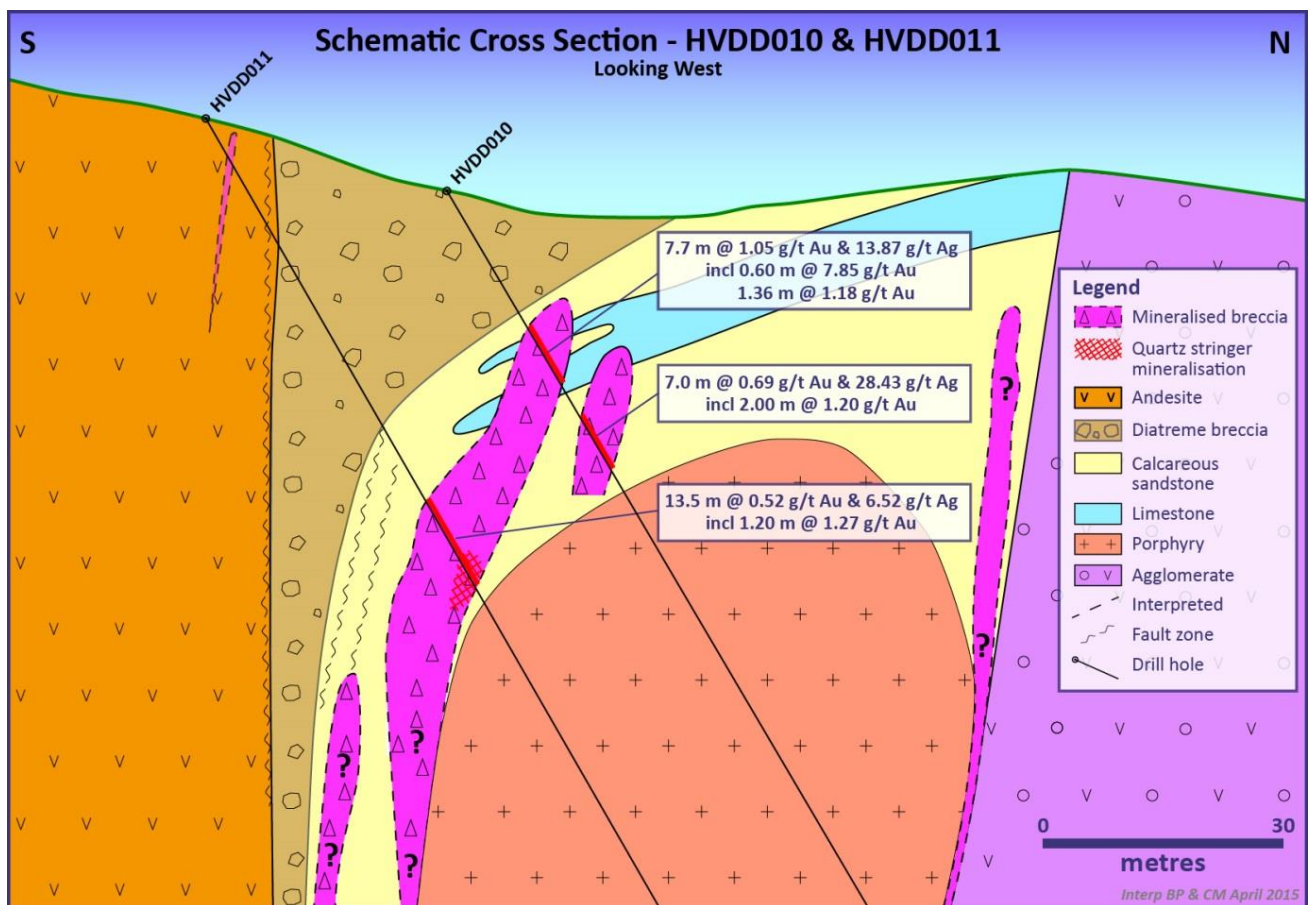 S
Schematic Cross Section - HVDD010 & HVDD011
N
Looking West
HVDD011
HVDD010
7.7 m @ 1.05 g/t Au & 13.87 g/t Ag
incl 0.60 m @ 7.85 g/t Au
1.36 m @ 1.18 g/t Au
7.0 m @ 0.69 g/t Au & 28.43 g/t Ag
incl 2.00 m @ 1.20 g/t Au
13.5 m @ 0.52 g/t Au & 6.52 g/t Ag
incl 1.20 m @ 1.27 g/t Au
?
?
?
?
?
?
Legend
Mineralised breccia
Quartz stringer
mineralisation
Andesite
Diatreme breccia
Calcareous
sandstone
Limestone
Porphyry
Agglomerate
Interpreted
Fault zone
Drill hole
0 30
metres
Interp BP & CM April 2015